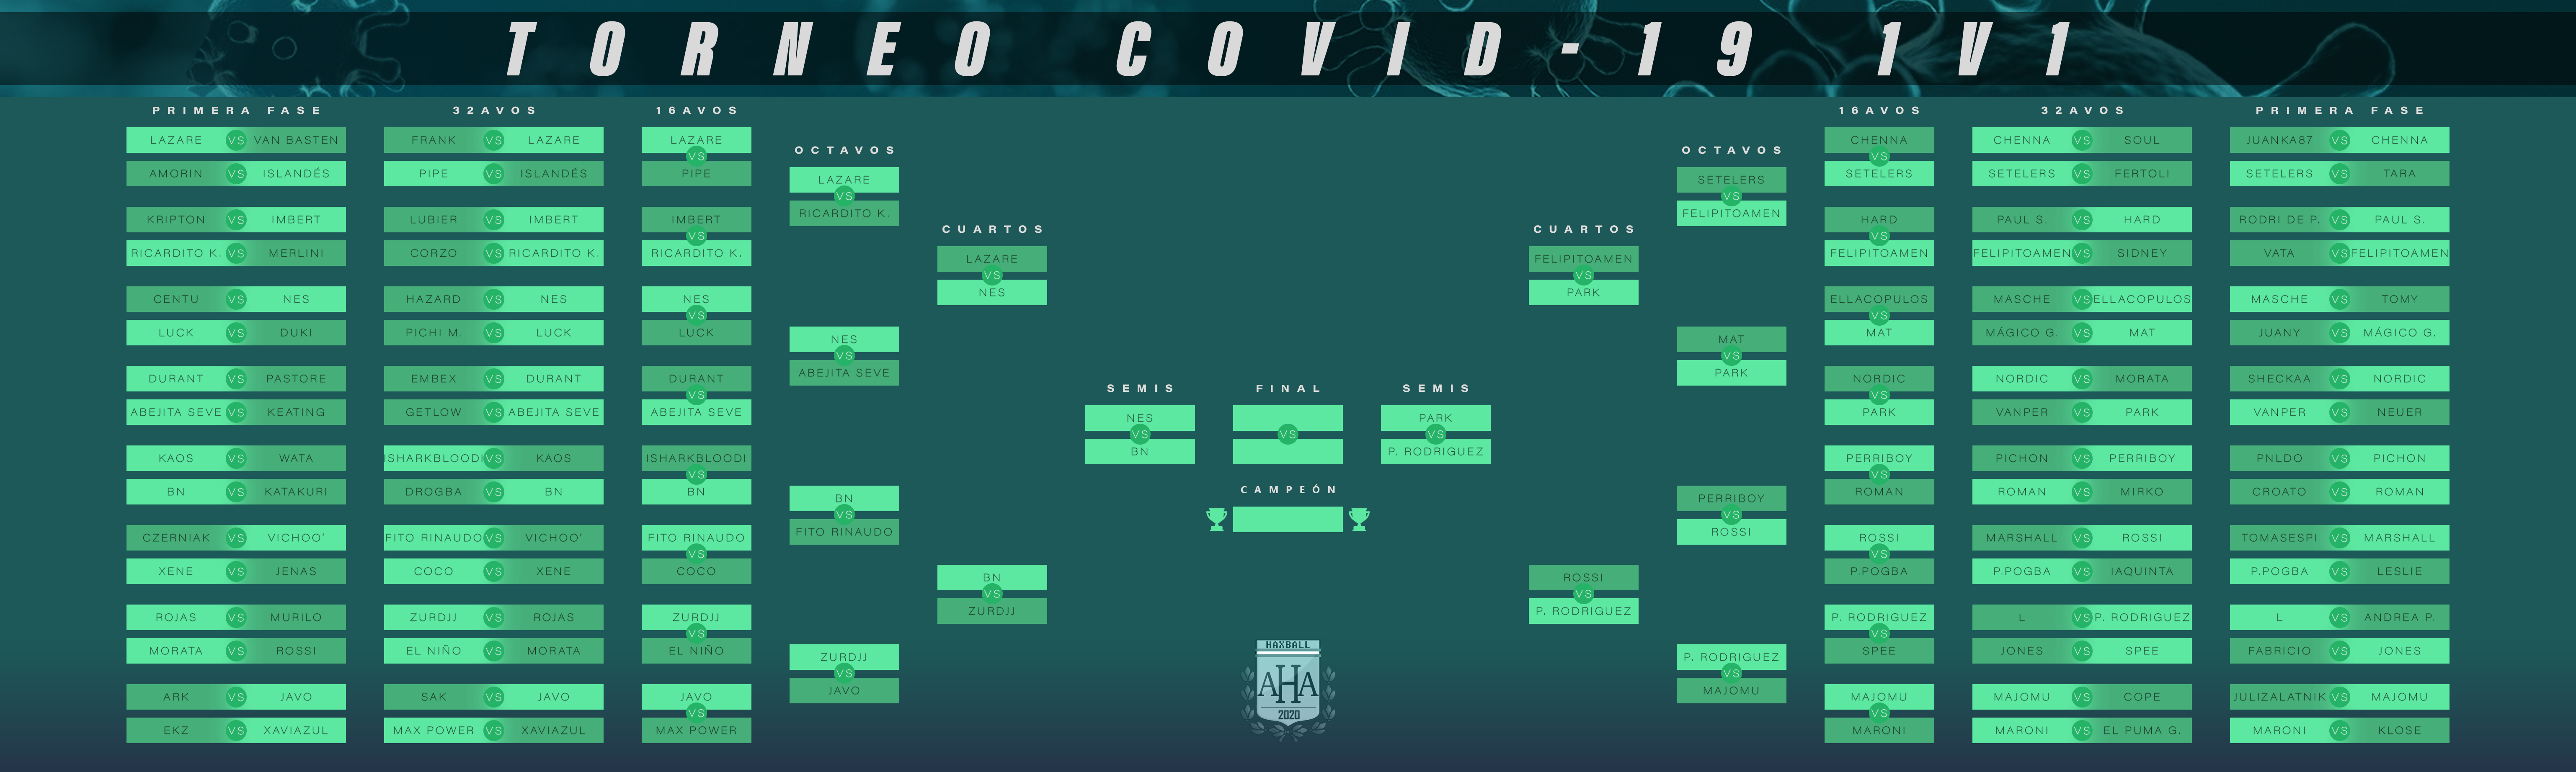 TORNEO COVID-19 1V1
PRIMERA FASE
LAZARE VS VAN BASTEN
AMORIN VS ISLANDÉS
KRIPTON VS IMBERT
RICARDITO K. VS MERLINI
CENTU VS NES
LUCK VS DUKI
DURANT VS PASTORE
ABEJITA SEVE VS KEATING
KAOS VS WATA
BN VS KATAKURI
CZERNIAK VS VICHOO'
XENE VS JENAS
ROJAS VS MURILO
MORATA VS ROSSI
ARK VS JAVO
EKZ VS XAVIAZUL
32AVOS
FRANK VS LAZARE
PIPE VS ISLANDÉS
LUBIER VS IMBERT
CORZO VS RICARDITO K.
HAZARD VS NES
PICHI M. VS LUCK
EMBEX VS DURANT
GETLOW VS ABEJITA SEVE
ISHARKBLOODI VS KAOS
DROGBA VS BN
FITO RINAUDO VS VICHOO'
COCO VS XENE
ZURDJJ VS ROJAS
EL NIÑO VS MORATA
SAK VS JAVO
MAX POWER VS XAVIAZUL
16AVOS
LAZARE
VS
PIPE
IMBERT
VS
RICARDITO K.
NES
VS
LUCK
DURANT
VS
ABEJITA SEVE
ISHARKBLOODI
VS
BN
FITO RINAUDO
VS
COCO
ZURDJJ
VS
EL NIÑO
JAVO
VS
MAX POWER
OCTAVOS
LAZARE
VS
RICARDITO K.
NES
VS
ABEJITA SEVE
BN
VS
FITO RINAUDO
ZURDJJ
VS
JAVO
CUARTOS
LAZARE
VS
NES
BN
VS
ZURDJJ
SEMIS
NES
VS
BN
FINAL
VS
CAMPEÓN
HAXBALL
AHA
2020
SEMIS
PARK
VS
P. RODRIGUEZ
CUARTOS
FELIPITOAMEN
VS
PARK
ROSSI
VS
P. RODRIGUEZ
OCTAVOS
SETELERS
VS
FELIPITOAMEN
MAT
VS
PARK
PERRIBOY
VS
ROSSI
P. RODRIGUEZ
VS
MAJOMU
16AVOS
CHENNA
VS
SETELERS
HARD
VS
FELIPITOAMEN
ELLACOPULOS
VS
MAT
NORDIC
VS
PARK
PERRIBOY
VS
ROMAN
ROSSI
VS
P.POGBA
P. RODRIGUEZ
VS
SPEE
MAJOMU
VS
MARONI
32AVOS
CHENNA VS SOUL
SETELERS VS FERTOLI
PAUL S. VS HARD
FELIPITOAMEN VS SIDNEY
MASCHE VS ELLACOPULOS
MÁGICO G. VS MAT
NORDIC VS MORATA
VANPER VS PARK
PICHON VS PERRIBOY
ROMAN VS MIRKO
MARSHALL VS ROSSI
P.POGBA VS IAQUINTA
L VS P. RODRIGUEZ
JONES VS SPEE
MAJOMU VS COPE
MARONI VS EL PUMA G.
PRIMERA FASE
JUANKA87 VS CHENNA
SETELERS VS TARA
RODRI DE P. VS PAUL S.
VATA VS FELIPITOAMEN
MASCHE VS TOMY
JUANY VS MÁGICO G.
SHECKAA VS NORDIC
VANPER VS NEUER
PNLDO VS PICHON
CROATO VS ROMAN
TOMASESPI VS MARSHALL
P.POGBA VS LESLIE
L VS ANDREA P.
FABRICIO VS JONES
JULIZALATNIK VS MAJOMU
MARONI VS KLOSE